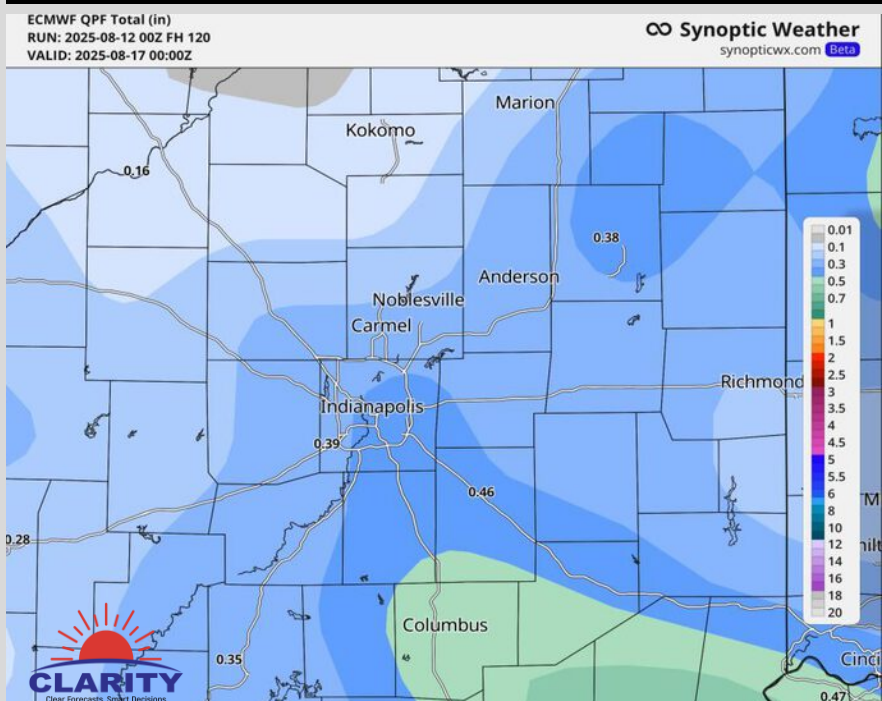 ECMWF QPF Total (in)
RUN: 2025-08-12 00Z FH 120
VALID: 2025-08-17 00:00Z
Synoptic Weather
synopticwx.com Beta
Marion
Kokomo
0.16
0.38
Anderson
Noblesville
Carmel
Richmond
Indianapolis
0.39
0.46
0.28
Columbus
0.35
Cinci
0.47
M
hilt
0.01
0.1
0.3
0.5
0.7
1
1.5
2
2.5
3
3.5
4
4.5
5
5.5
6
8
10
12
14
16
18
20
CLARITY
Clear Forecasts, Smart Decisions